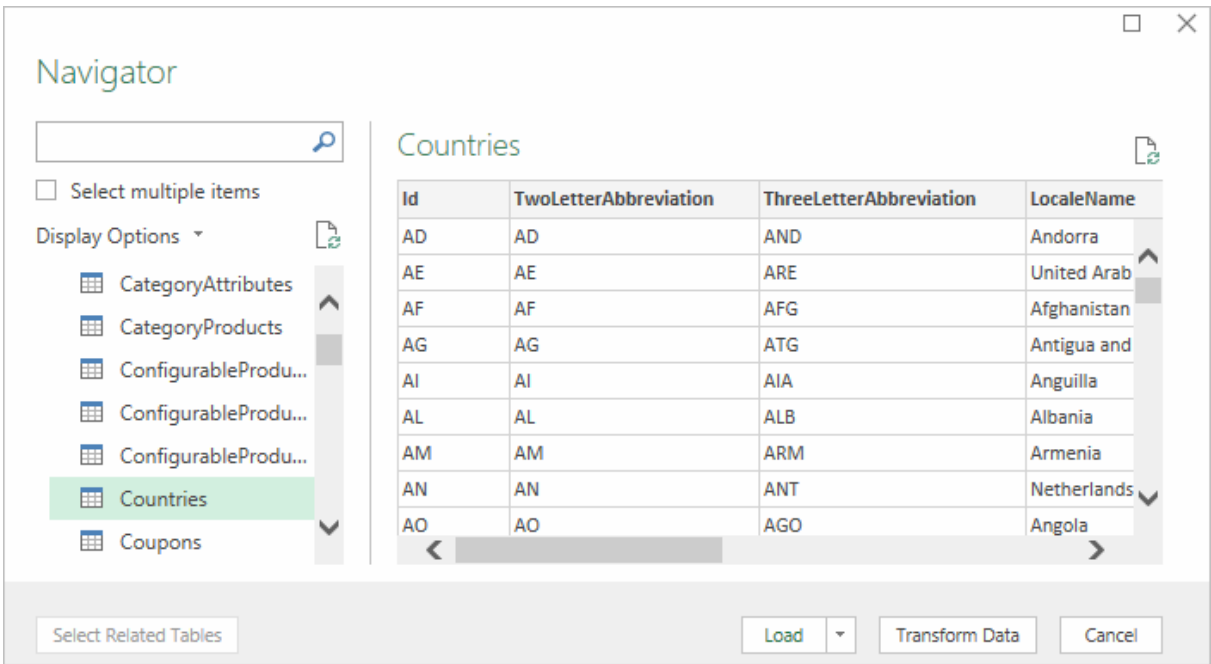 Navigator
Select multiple items
Display Options
CategoryAttributes
CategoryProducts
ConfigurableProdu...
ConfigurableProdu...
ConfigurableProdu...
Countries
Coupons
Countries
Id TwoLetterAbbreviation ThreeLetterAbbreviation LocaleName
AD AD AND Andorra
AE AE ARE United Arab
AF AF AFG Afghanistan
AG AG ATG Antigua and
AI AI AIA Anguilla
AL AL ALB Albania
AM AM ARM Armenia
AN AN ANT Netherlands
AO AO AGO Angola
Select Related Tables Load Transform Data Cancel